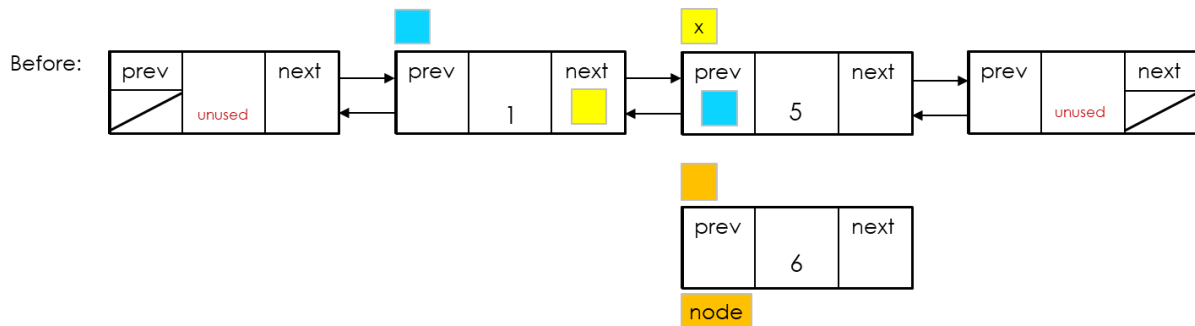 x
Before: prev next prev next prev next prev next
unused 1 5 unused
prev next
6
node